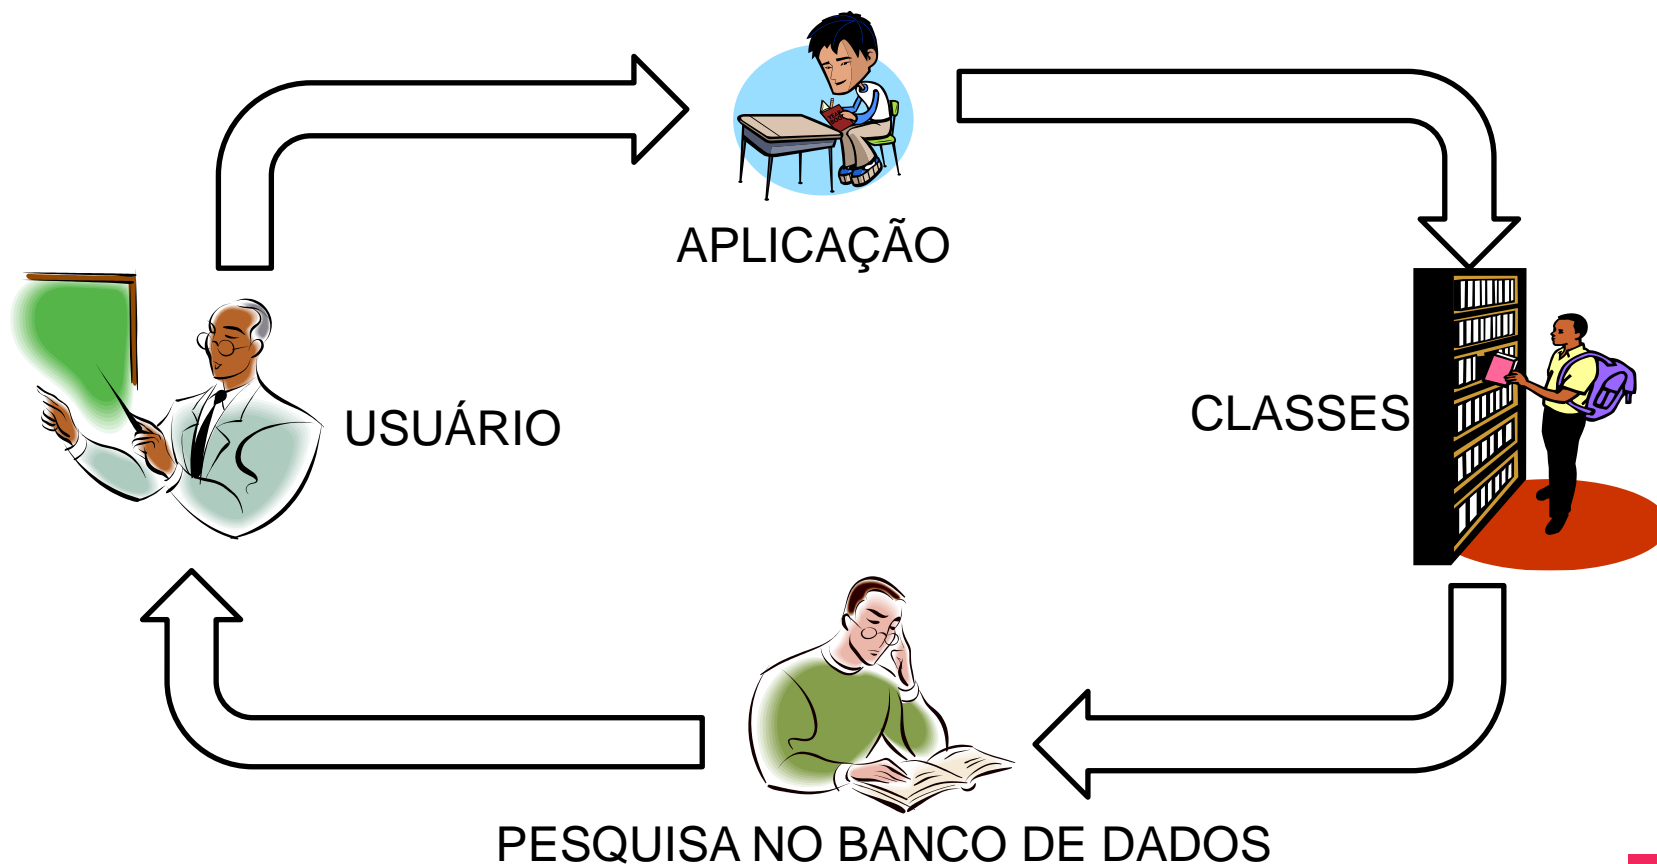 APLICAÇÃO
USUÁRIO
CLASSES
PESQUISA NO BANCO DE DADOS